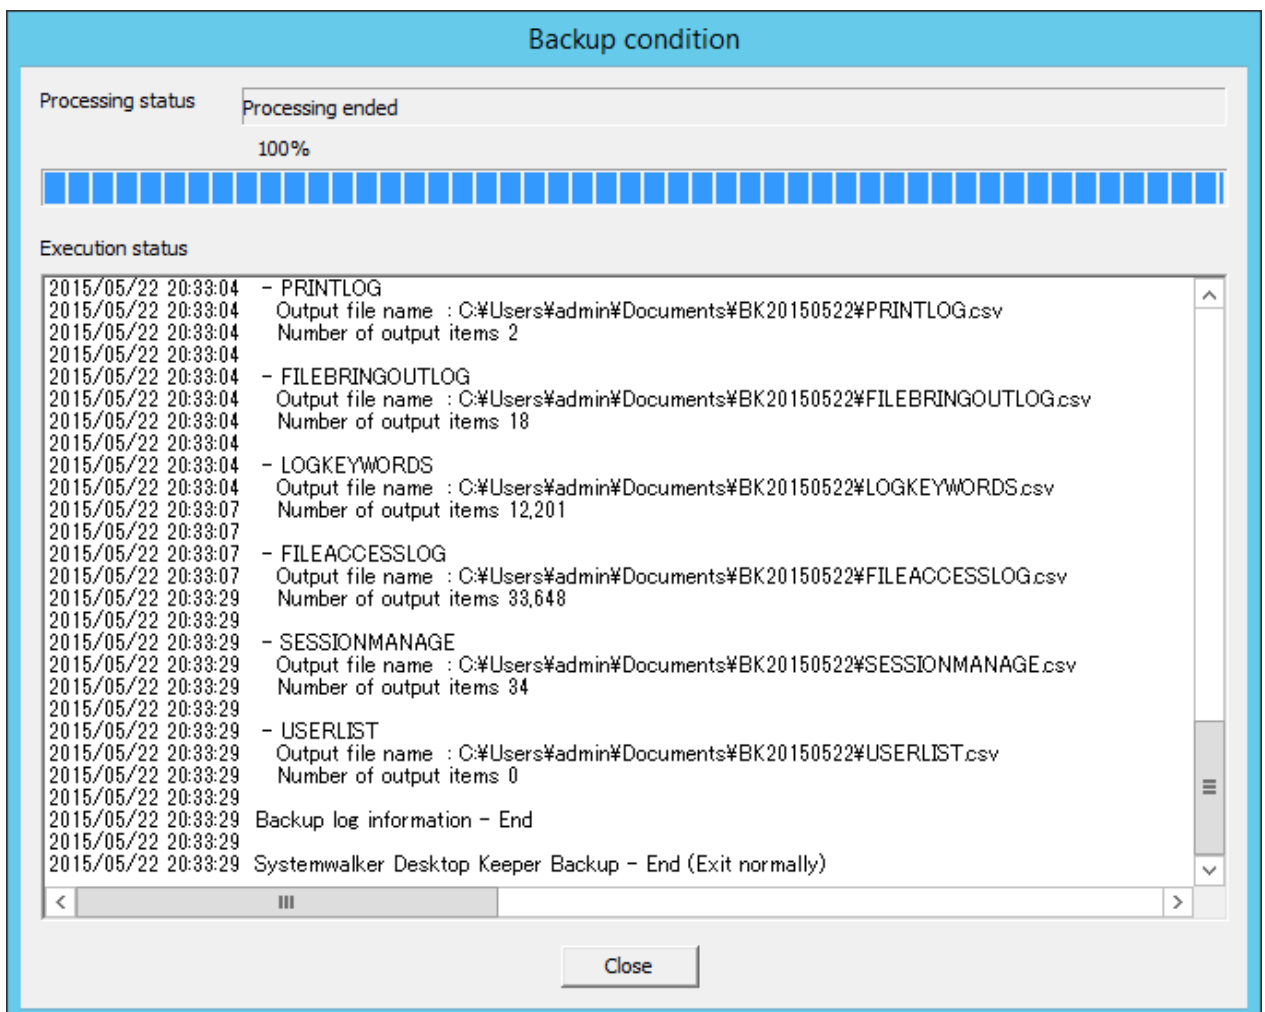 Backup condition
Processing status
Processing ended
100%
Execution status
2015/05/22 20:33:04 - PRINTLOG
2015/05/22 20:33:04 Output file name : C:¥Users¥admin¥Documents¥BK20150522¥PRINTLOG.csv
2015/05/22 20:33:04 Number of output items 2
2015/05/22 20:33:04
2015/05/22 20:33:04 - FILEBRINGOUTLOG
2015/05/22 20:33:04 Output file name : C:¥Users¥admin¥Documents¥BK20150522¥FILEBRINGOUTLOG.csv
2015/05/22 20:33:04 Number of output items 18
2015/05/22 20:33:04
2015/05/22 20:33:04 - LOGKEYWORDS
2015/05/22 20:33:04 Output file name : C:¥Users¥admin¥Documents¥BK20150522¥LOGKEYWORDS.csv
2015/05/22 20:33:07 Number of output items 12,201
2015/05/22 20:33:07
2015/05/22 20:33:07 - FILEACCESSLOG
2015/05/22 20:33:07 Output file name : C:¥Users¥admin¥Documents¥BK20150522¥FILEACCESSLOG.csv
2015/05/22 20:33:29 Number of output items 33,648
2015/05/22 20:33:29
2015/05/22 20:33:29 - SESSIONMANAGE
2015/05/22 20:33:29 Output file name : C:¥Users¥admin¥Documents¥BK20150522¥SESSIONMANAGE.csv
2015/05/22 20:33:29 Number of output items 34
2015/05/22 20:33:29
2015/05/22 20:33:29 - USERLIST
2015/05/22 20:33:29 Output file name : C:¥Users¥admin¥Documents¥BK20150522¥USERLIST.csv
2015/05/22 20:33:29 Number of output items 0
2015/05/22 20:33:29
2015/05/22 20:33:29 Backup log information - End
2015/05/22 20:33:29
2015/05/22 20:33:29 Systemwalker Desktop Keeper Backup - End (Exit normally)
Close